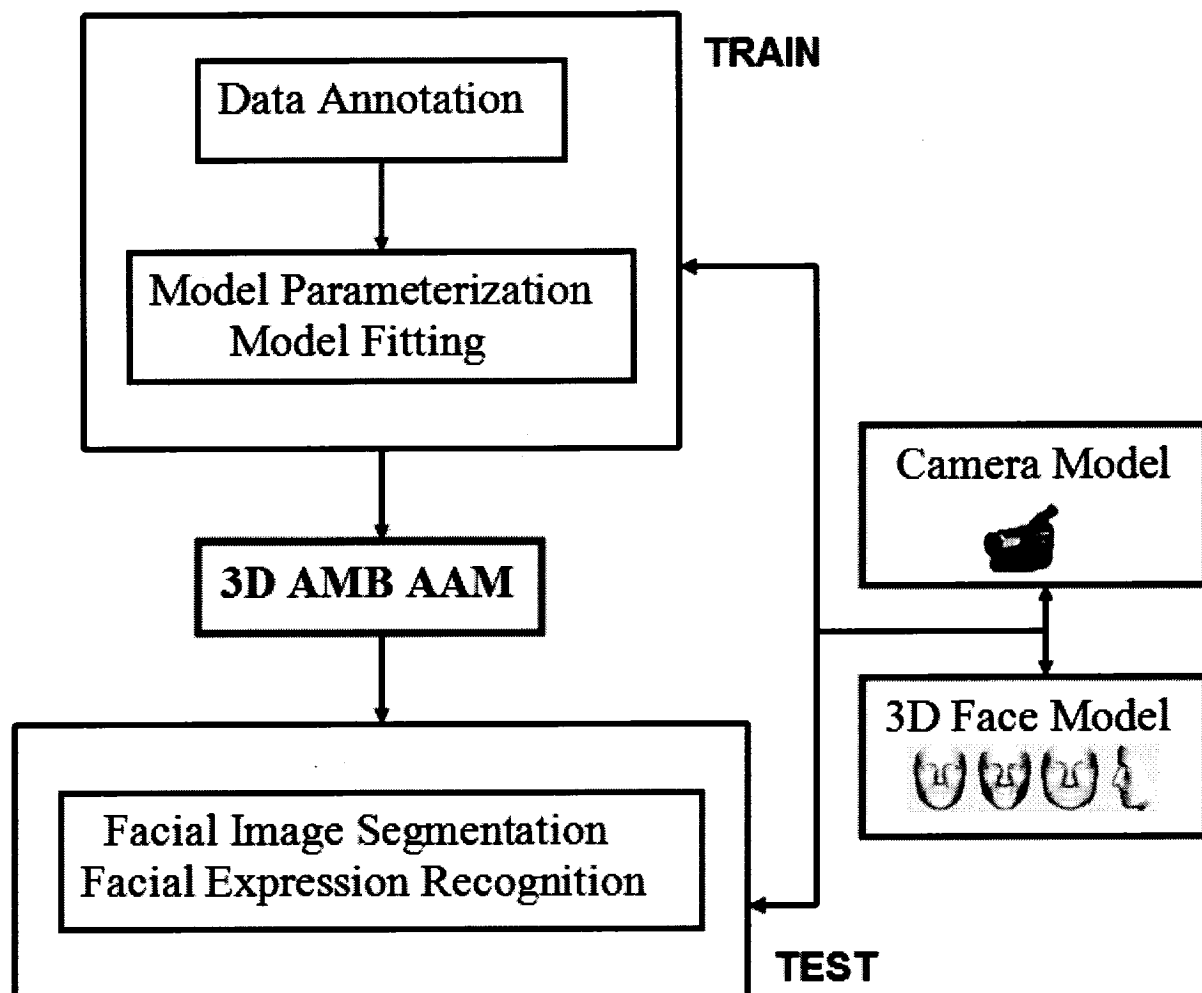 TRAIN
Data Annotation
Model Parameterization
Model Fitting
Camera Model
3D AMB AAM
3D Face Model
Facial Image Segmentation
Facial Expression Recognition
TEST